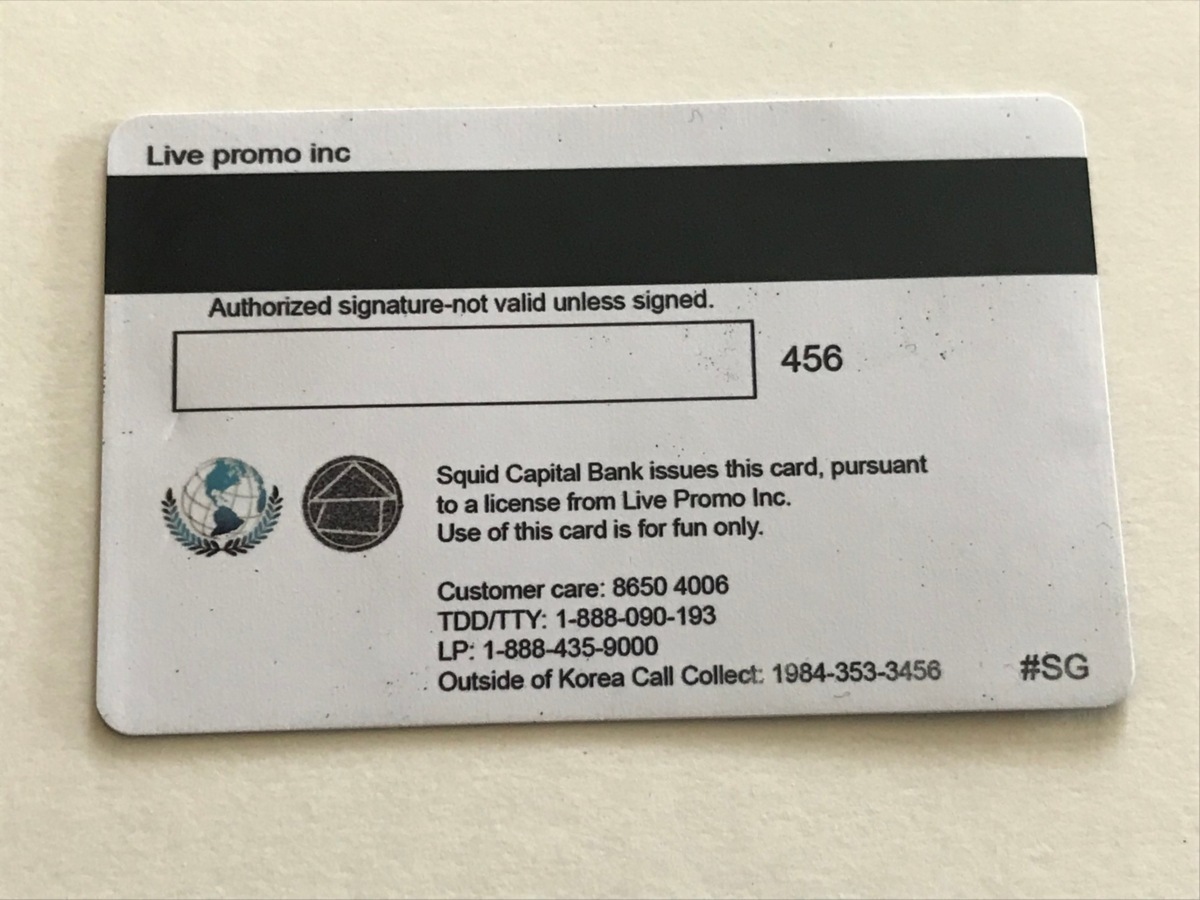 Live promo inc
Authorized signature-not valid unless signed.
456
Squid Capital Bank issues this card, pursuant
to a license from Live Promo Inc.
Use of this card is for fun only.
Customer care: 8650 4006
TDD/TTY: 1-888-090-193
LP: 1-888-435-9000
Outside of Korea Call Collect: 1984-353-3456
#SG